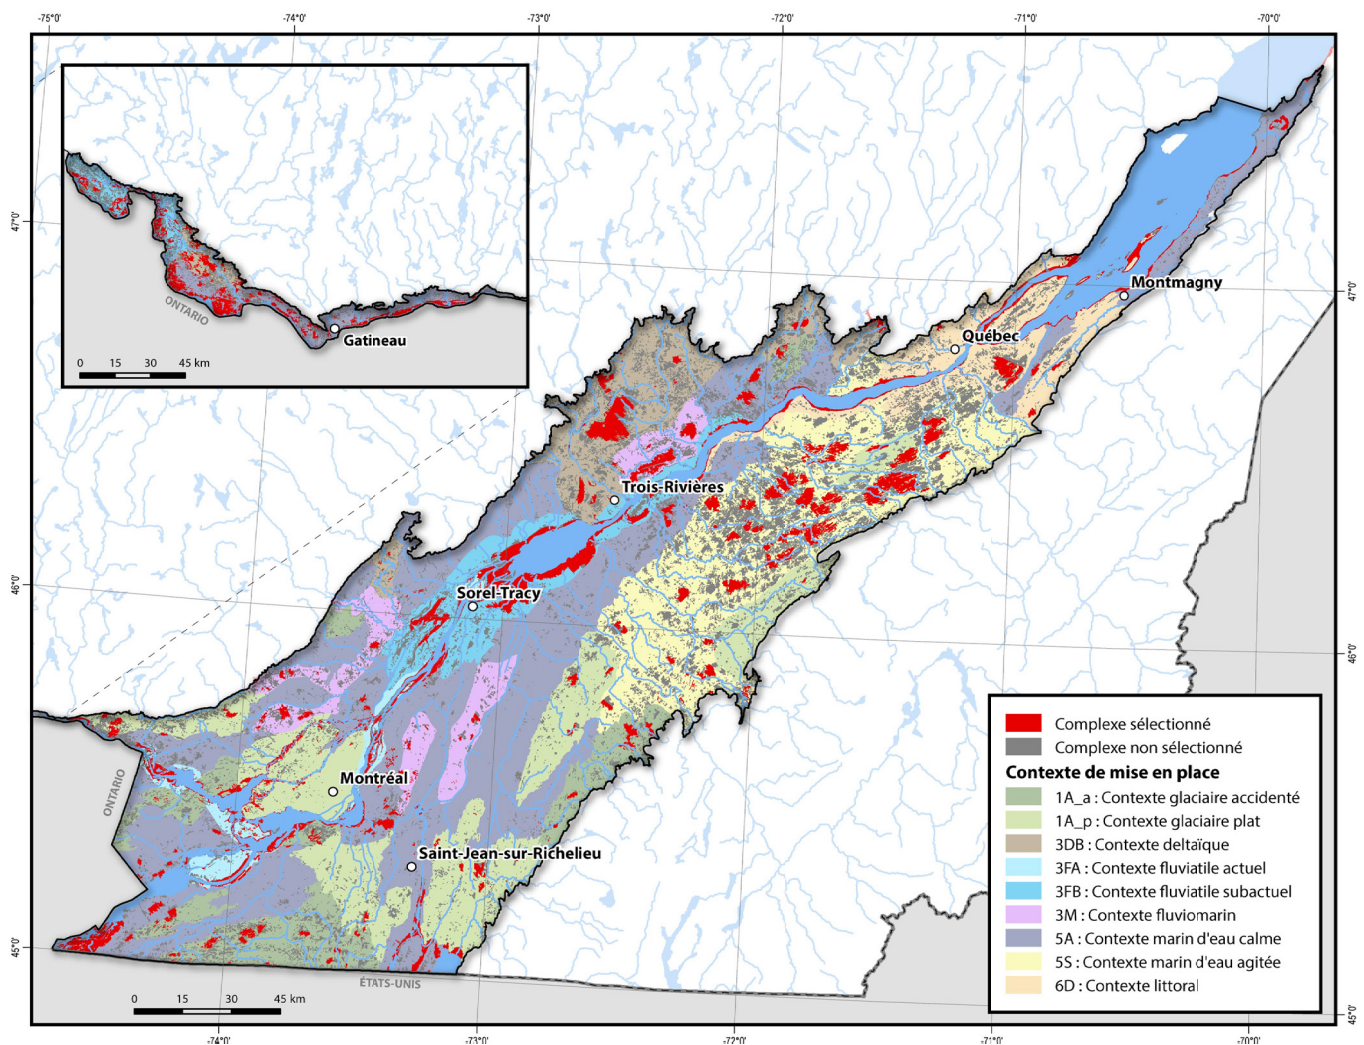 -75°0'
-74°0'
-73°0'
-72°0'
-71°0'
-70°0'
47°0'
46°0'
45°0'
ONTARIO
Gatineau
0 15 30 45 km
Montmagny
Québec
Trois-Rivières
Sorel-Tracy
Montréal
Saint-Jean-sur-Richelieu
ONTARIO
ÉTATS-UNIS
0 15 30 45 km
Complexe sélectionné
Complexe non sélectionné
Contexte de mise en place
1A_a : Contexte glaciaire accidenté
1A_p : Contexte glaciaire plat
3DB : Contexte deltaïque
3FA : Contexte fluviatile actuel
3FB : Contexte fluviatile subactuel
3M : Contexte fluviomarin
5A : Contexte marin d'eau calme
5S : Contexte marin d'eau agitée
6D : Contexte littoral
47°0'
46°0'
45°0'
-74°0'
-73°0'
-72°0'
-71°0'
-70°0'